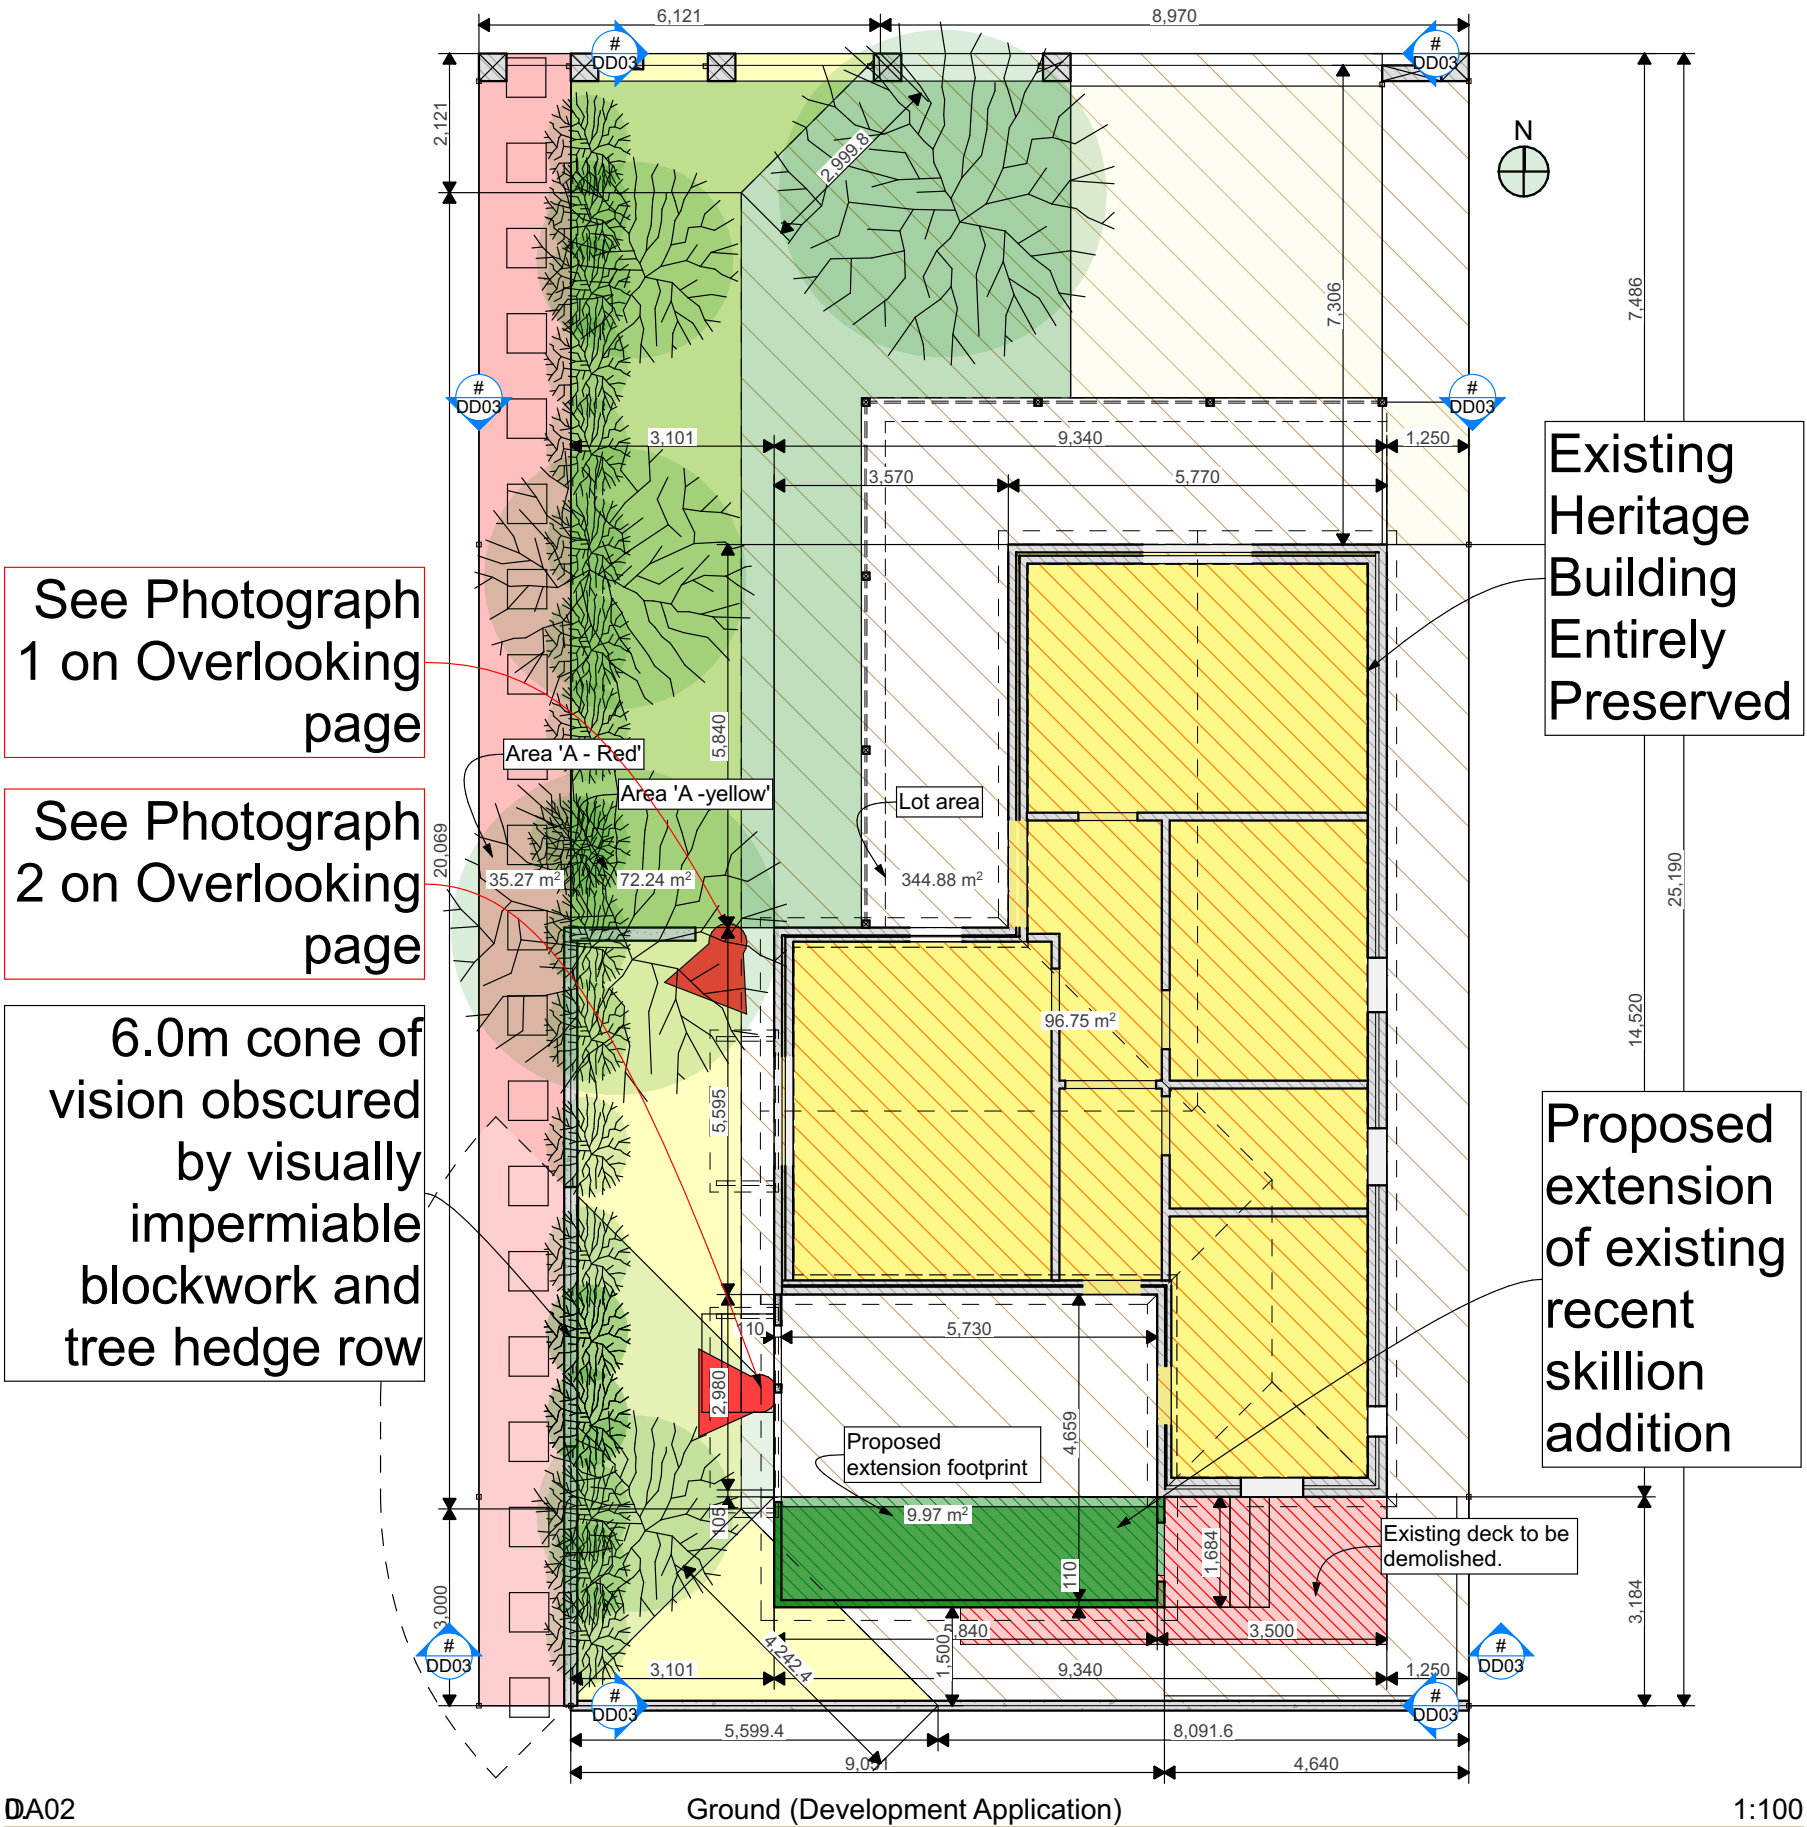 6,121
8,970
#
DD03
#
DD03
2,121
2,999.8
N
7,306
7,486
#
DD03
#
DD03
3,101
9,340
1,250
3,570
5,770
Existing
Heritage
Building
Entirely
Preserved
See Photograph
1 on Overlooking
page
5,840
Area 'A - Red'
Area 'A -yellow'
Lot area
See Photograph
2 on Overlooking
page
20,069
35.27 m²
72.24 m²
344.88 m²
25,190
14,520
96.75 m²
6.0m cone of
vision obscured
by visually
impermiable
blockwork and
tree hedge row
5,595
Proposed
extension
of existing
recent
skillion
addition
110
5,730
2,980
4,659
Proposed
extension footprint
9.97 m²
105
110
1,684
Existing deck to be
demolished.
3,000
3,184
1,500
,840
3,500
#
DD03
#
DD03
4,242.4
3,101
9,340
1,250
#
DD03
#
DD03
5,599.4
8,091.6
9,051
4,640
DA02
Ground (Development Application)
1:100